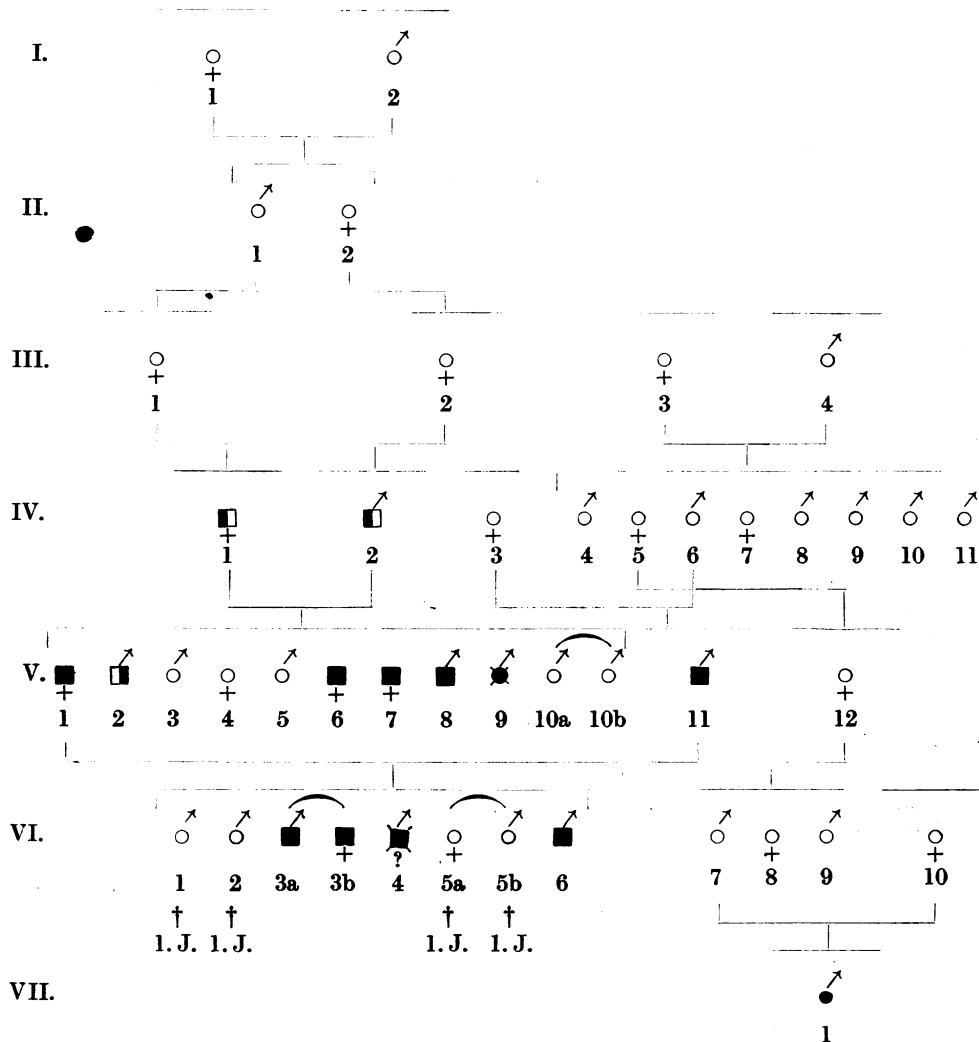 I.
1 2
II.
1 2
III.
1 2 3 4
IV.
1 2 3 4 5 6 7 8 9 10 11
V.
1 2 3 4 5 6 7 8 9 10a 10b 11 12
VI.
?
1 2 3a 3b 4 5a 5b 6 7 8 9 10
† † † †
1. J. 1. J. 1. J. 1. J.
VII.
1